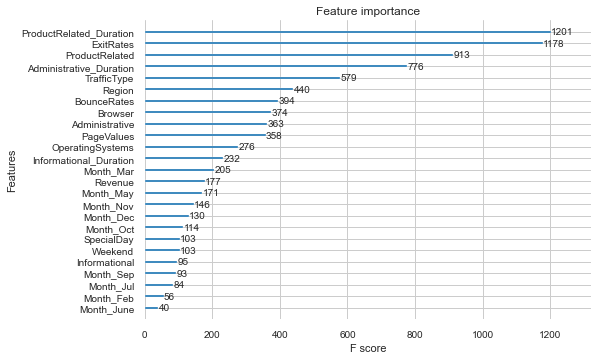 Feature importance
Features
ProductRelated_Duration 1201
ExitRates 1178
ProductRelated 913
Administrative_Duration 776
TrafficType 579
Region 440
BounceRates 394
Browser 374
Administrative 363
PageValues 358
OperatingSystems 276
Informational_Duration 232
Month_Mar 205
Revenue 177
Month_May 171
Month_Nov 146
Month_Dec 130
Month_Oct 114
SpecialDay 103
Weekend 103
Informational 95
Month_Sep 93
Month_Jul 84
Month_Feb 56
Month_June 40
0 200 400 600 800 1000 1200
F score